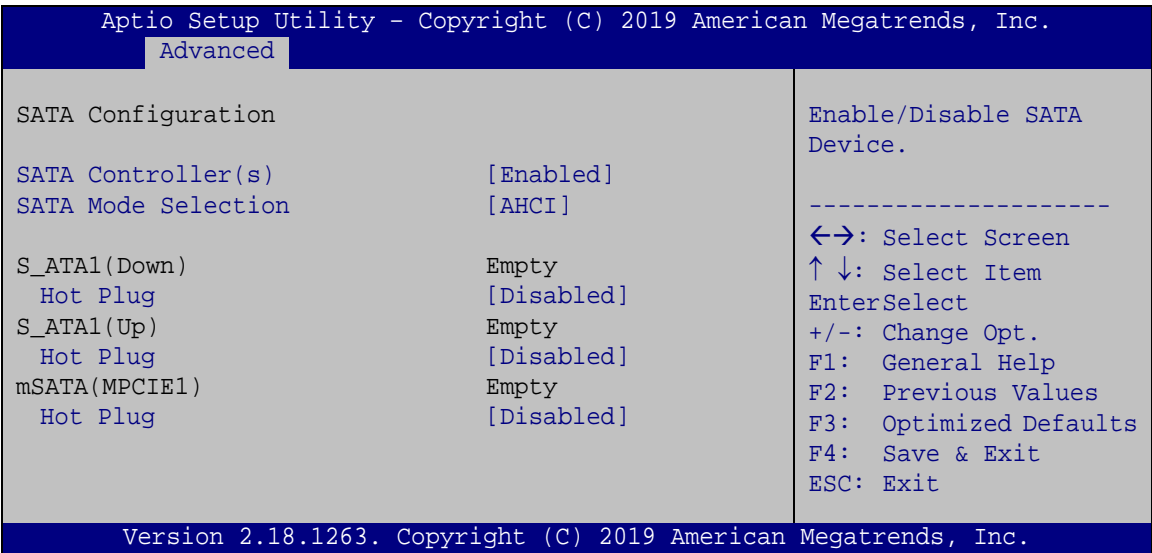 Aptio Setup Utility – Copyright (C) 2019 American Megatrends, Inc.
Advanced
SATA Configuration
SATA Controller(s) [Enabled]
SATA Mode Selection [AHCI]
S_ATA1(Down) Empty
Hot Plug [Disabled]
S_ATA1(Up) Empty
Hot Plug [Disabled]
mSATA(MPCIE1) Empty
Hot Plug [Disabled]
Enable/Disable SATA
Device.
---------------------
←→: Select Screen
↑ ↓: Select Item
EnterSelect
+/-: Change Opt.
F1: General Help
F2: Previous Values
F3: Optimized Defaults
F4: Save & Exit
ESC: Exit
Version 2.18.1263. Copyright (C) 2019 American Megatrends, Inc.